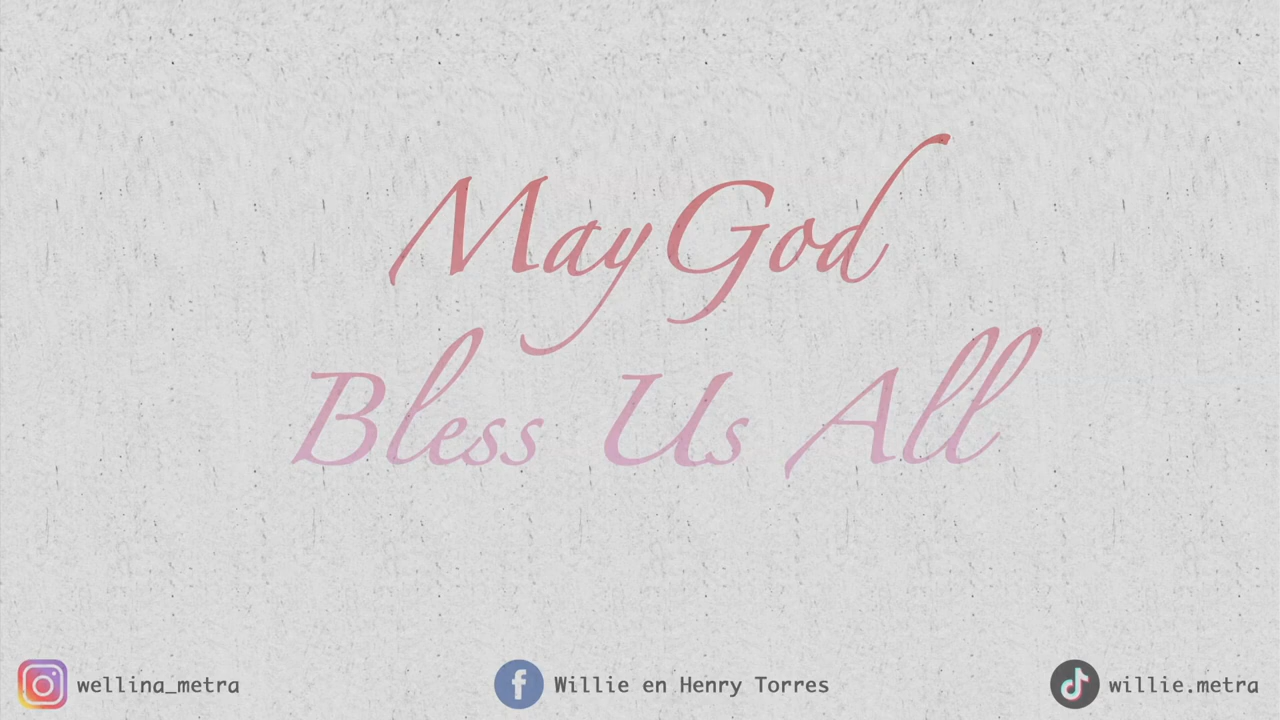 May God
Bless Us All
wellina_metra
Willie en Henry Torres
willie.metra